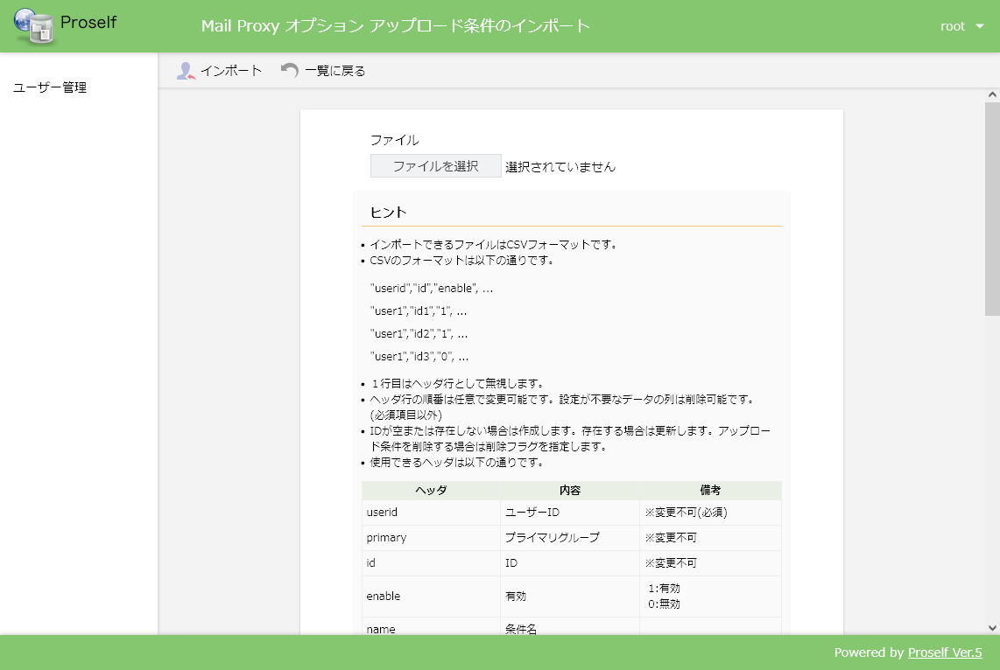 Proself
Mail Proxy オプション アップロード条件のインポート
root
インポート 一覧に戻る
ユーザー管理
ファイル
ファイルを選択 選択されていません
ヒント
• インポートできるファイルはCSVフォーマットです。
• CSVのフォーマットは以下の通りです。
"userid","id","enable", ...
"user1","id1","1", ...
"user1","id2","1", ...
"user1","id3","0", ...
• １行目はヘッダ行として無視します。
• ヘッダ行の順番は任意で変更可能です。設定が不要なデータの列は削除可能です。
(必須項目以外)
• IDが空または存在しない場合は作成します。存在する場合は更新します。アップロー
ド条件を削除する場合は削除フラグを指定します。
• 使用できるヘッダは以下の通りです。
ヘッダ 内容 備考
userid ユーザーID ※変更不可(必須)
primary プライマリグループ ※変更不可
id ID ※変更不可
enable 有効 1:有効
0:無効
name 条件名
Powered by Proself Ver.5